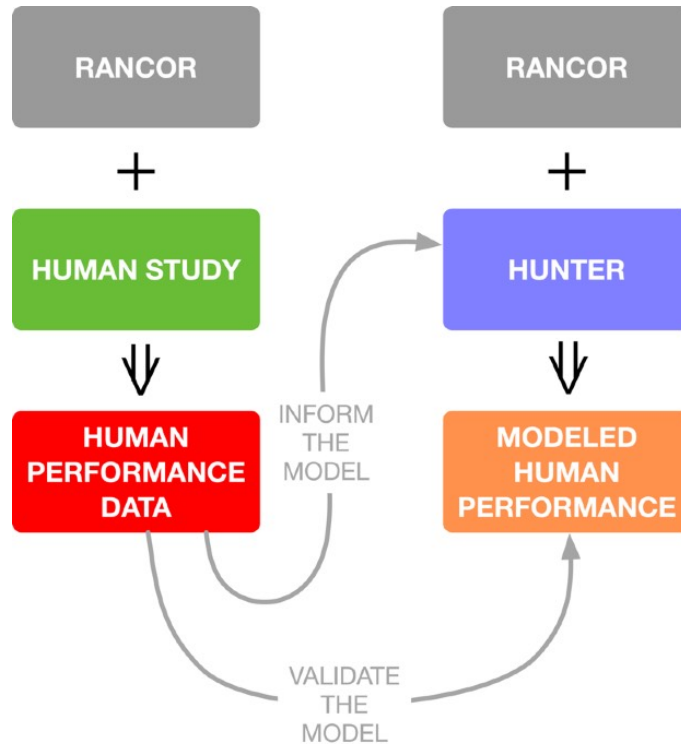 RANCOR
+
HUMAN STUDY
⇓
HUMAN
PERFORMANCE
DATA
INFORM
THE
MODEL
RANCOR
+
HUNTER
⇓
MODELED
HUMAN
PERFORMANCE
VALIDATE
THE
MODEL